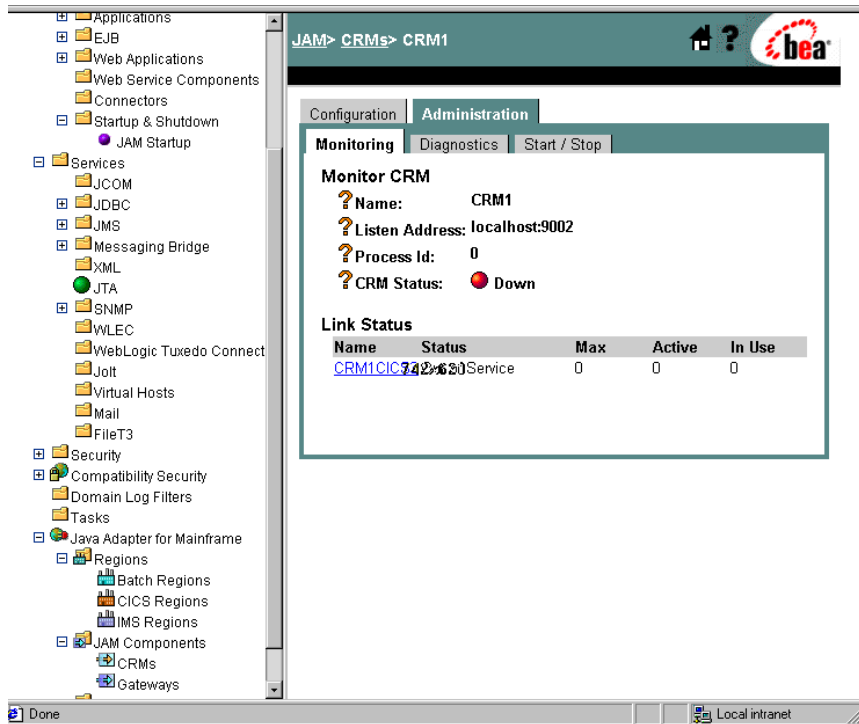 Applications
EJB
Web Applications
Web Service Components
Connectors
Startup & Shutdown
JAM Startup
Services
JCOM
JDBC
JMS
Messaging Bridge
XML
JTA
SNMP
WLEC
WebLogic Tuxedo Connect
Jolt
Virtual Hosts
Mail
FileT3
Security
Compatibility Security
Domain Log Filters
Tasks
Java Adapter for Mainframe
Regions
Batch Regions
CICS Regions
IMS Regions
JAM Components
CRMs
Gateways
JAM> CRMs> CRM1
? bea
Configuration Administration
Monitoring Diagnostics Start / Stop
Monitor CRM
? Name: CRM1
? Listen Address: localhost:9002
? Process Id: 0
? CRM Status: Down
Link Status
Name Status Max Active In Use
CRM1CICS 742x630 Service 0 0 0
Done Local intranet